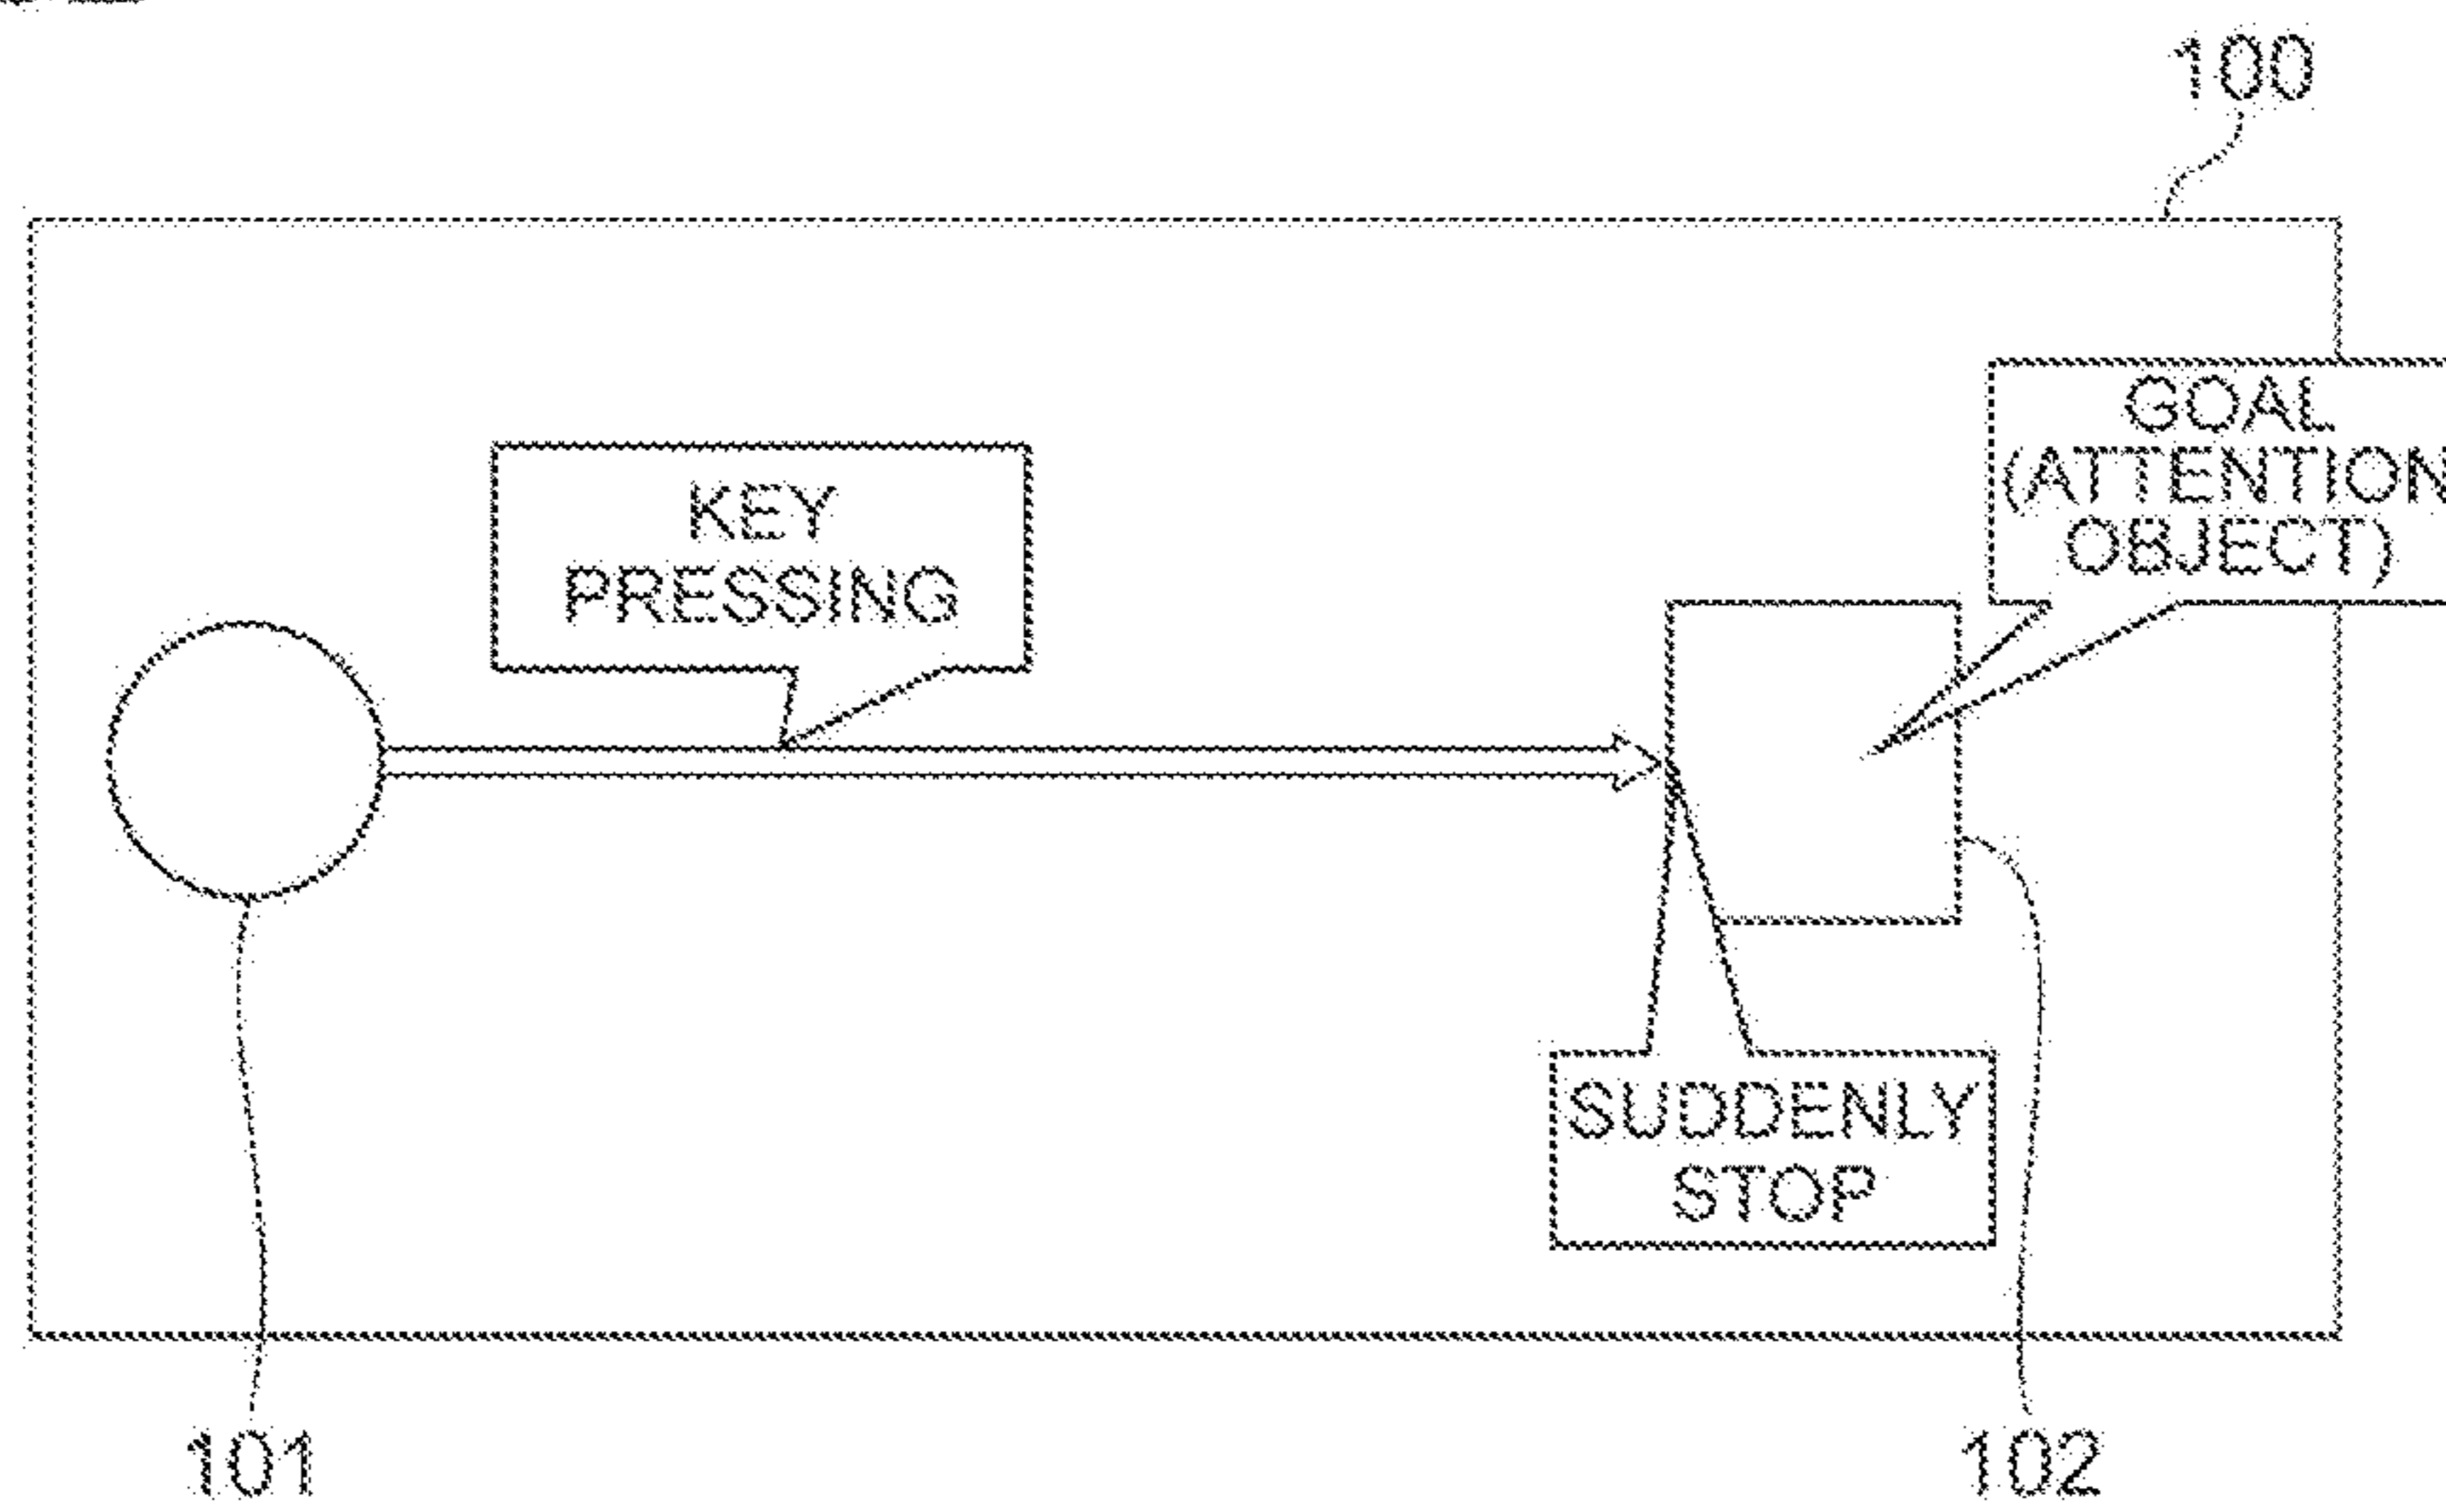 100
GOAL
(ATTENTION
OBJECT)
KEY
PRESSING
SUDDENLY
STOP
101
102